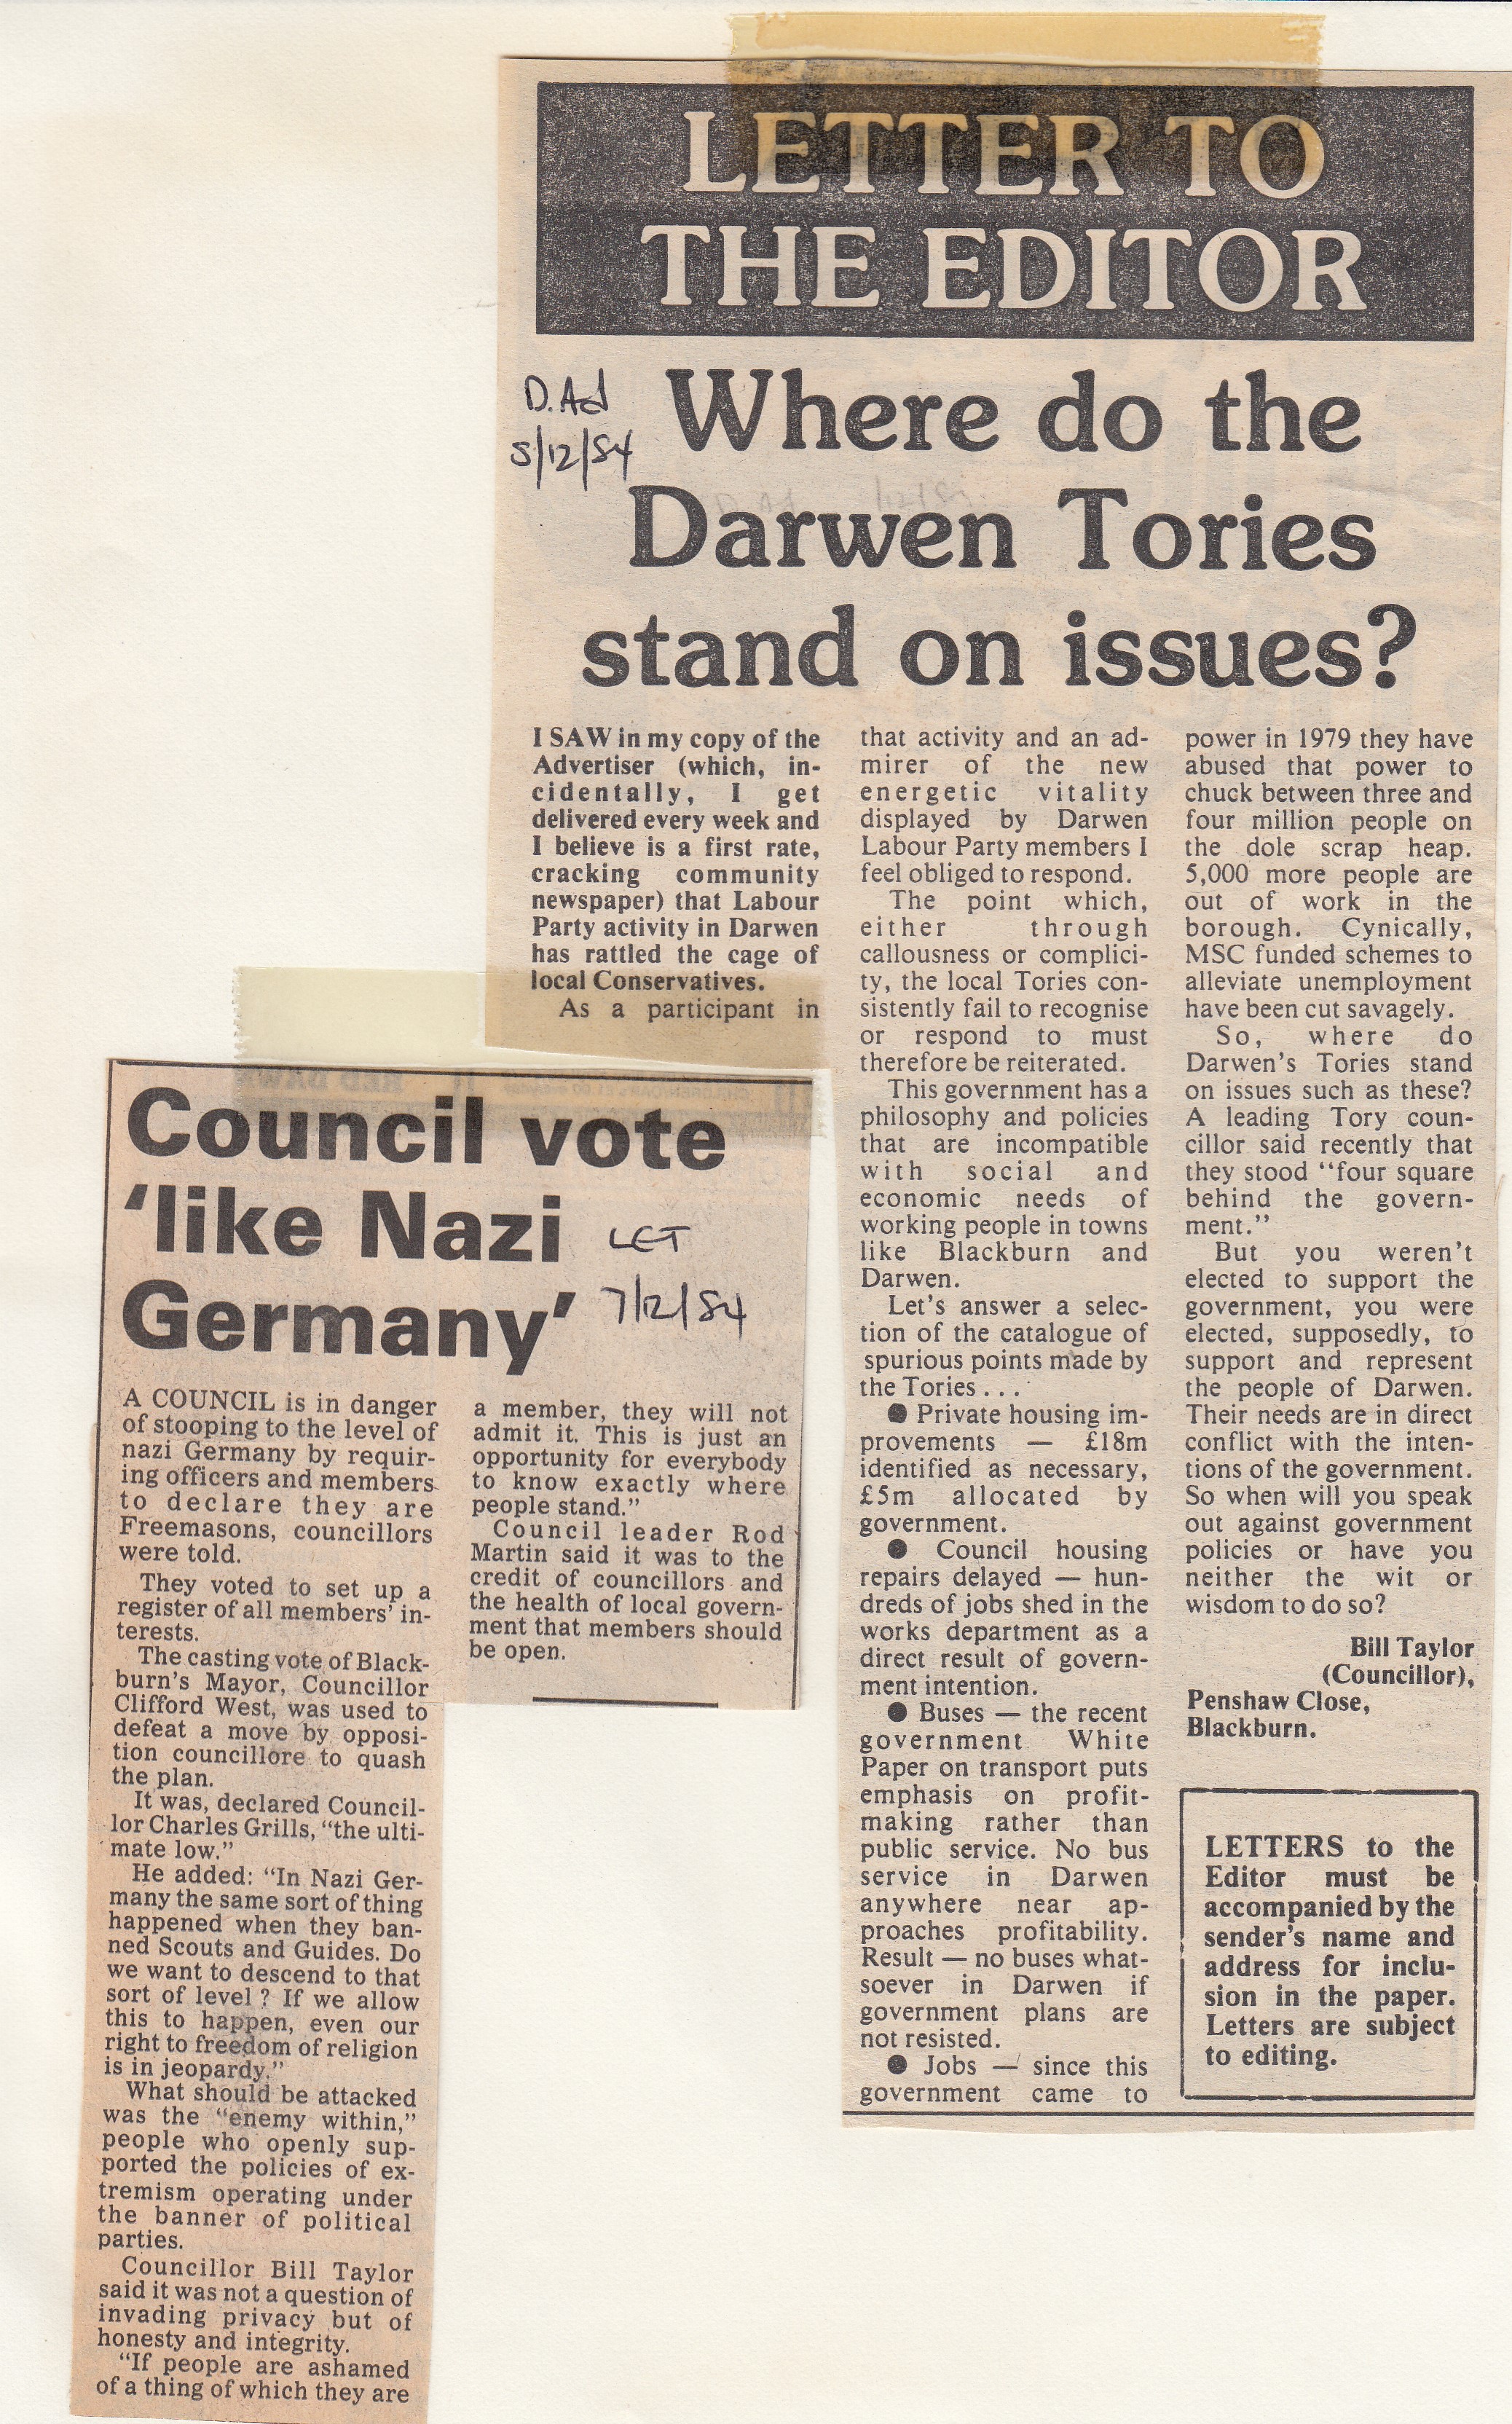 LETTER TO
THE EDITOR
D.Ad
5/12/84
Where do the
Darwen Tories
stand on issues?
I SAW in my copy of the
Advertiser (which, in-
cidentally, I get
delivered every week and
I believe is a first rate,
cracking community
newspaper) that Labour
Party activity in Darwen
has rattled the cage of
local Conservatives.
As a participant in
that activity and an ad-
mirer of the new
energetic vitality
displayed by Darwen
Labour Party members I
feel obliged to respond.
The point which,
either through
callousness or complici-
ty, the local Tories con-
sistently fail to recognise
or respond to must
therefore be reiterated.
This government has a
philosophy and policies
that are incompatible
with social and
economic needs of
working people in towns
like Blackburn and
Darwen.
Let's answer a selec-
tion of the catalogue of
spurious points made by
the Tories . . .
● Private housing im-
provements — £18m
identified as necessary,
£5m allocated by
government.
● Council housing
repairs delayed — hun-
dreds of jobs shed in the
works department as a
direct result of govern-
ment intention.
● Buses — the recent
government White
Paper on transport puts
emphasis on profit-
making rather than
public service. No bus
service in Darwen
anywhere near ap-
proaches profitability.
Result — no buses what-
soever in Darwen if
government plans are
not resisted.
● Jobs — since this
government came to
power in 1979 they have
abused that power to
chuck between three and
four million people on
the dole scrap heap.
5,000 more people are
out of work in the
borough. Cynically,
MSC funded schemes to
alleviate unemployment
have been cut savagely.
So, where do
Darwen's Tories stand
on issues such as these?
A leading Tory coun-
cillor said recently that
they stood "four square
behind the govern-
ment."
But you weren't
elected to support the
government, you were
elected, supposedly, to
support and represent
the people of Darwen.
Their needs are in direct
conflict with the inten-
tions of the government.
So when will you speak
out against government
policies or have you
neither the wit or
wisdom to do so?
Bill Taylor
(Councillor),
Penshaw Close,
Blackburn.
LETTERS to the
Editor must be
accompanied by the
sender's name and
address for inclu-
sion in the paper.
Letters are subject
to editing.
Council vote
'like Nazi
Germany'
LET
7/12/84
A COUNCIL is in danger
of stooping to the level of
nazi Germany by requir-
ing officers and members
to declare they are
Freemasons, councillors
were told.
They voted to set up a
register of all members' in-
terests.
The casting vote of Black-
burn's Mayor, Councillor
Clifford West, was used to
defeat a move by opposi-
tion councillore to quash
the plan.
It was, declared Council-
lor Charles Grills, "the ulti-
mate low."
He added: "In Nazi Ger-
many the same sort of thing
happened when they ban-
ned Scouts and Guides. Do
we want to descend to that
sort of level? If we allow
this to happen, even our
right to freedom of religion
is in jeopardy."
What should be attacked
was the "enemy within,"
people who openly sup-
ported the policies of ex-
tremism operating under
the banner of political
parties.
Councillor Bill Taylor
said it was not a question of
invading privacy but of
honesty and integrity.
"If people are ashamed
of a thing of which they are
a member, they will not
admit it. This is just an
opportunity for everybody
to know exactly where
people stand."
Council leader Rod
Martin said it was to the
credit of councillors and
the health of local govern-
ment that members should
be open.